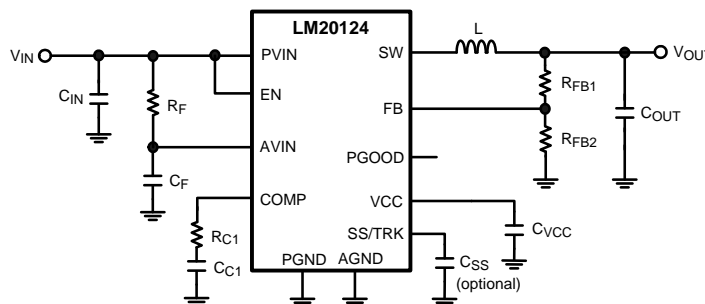 LM20124
VIN
PVIN
SW
L
VOUT
CIN
RF
EN
FB
RFB1
COUT
AVIN
PGOOD
RFB2
CF
COMP
VCC
RC1
SS/TRK
CVCC
CC1
PGND
AGND
CSS
(optional)